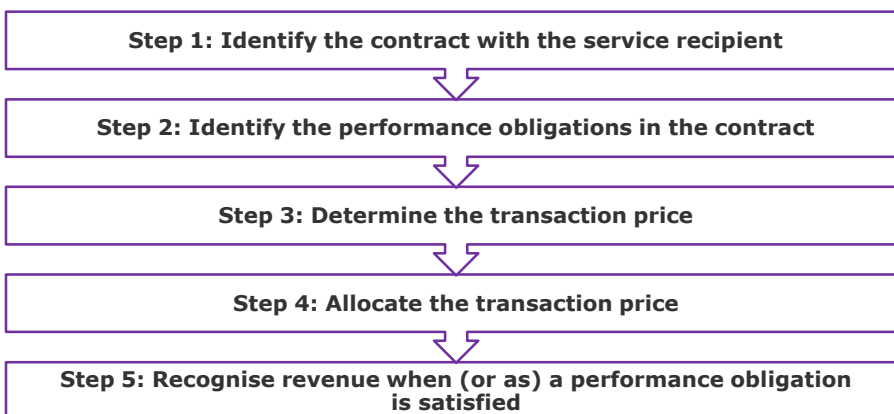 Step 1: Identify the contract with the service recipient
Step 2: Identify the performance obligations in the contract
Step 3: Determine the transaction price
Step 4: Allocate the transaction price
Step 5: Recognise revenue when (or as) a performance obligation
is satisfied